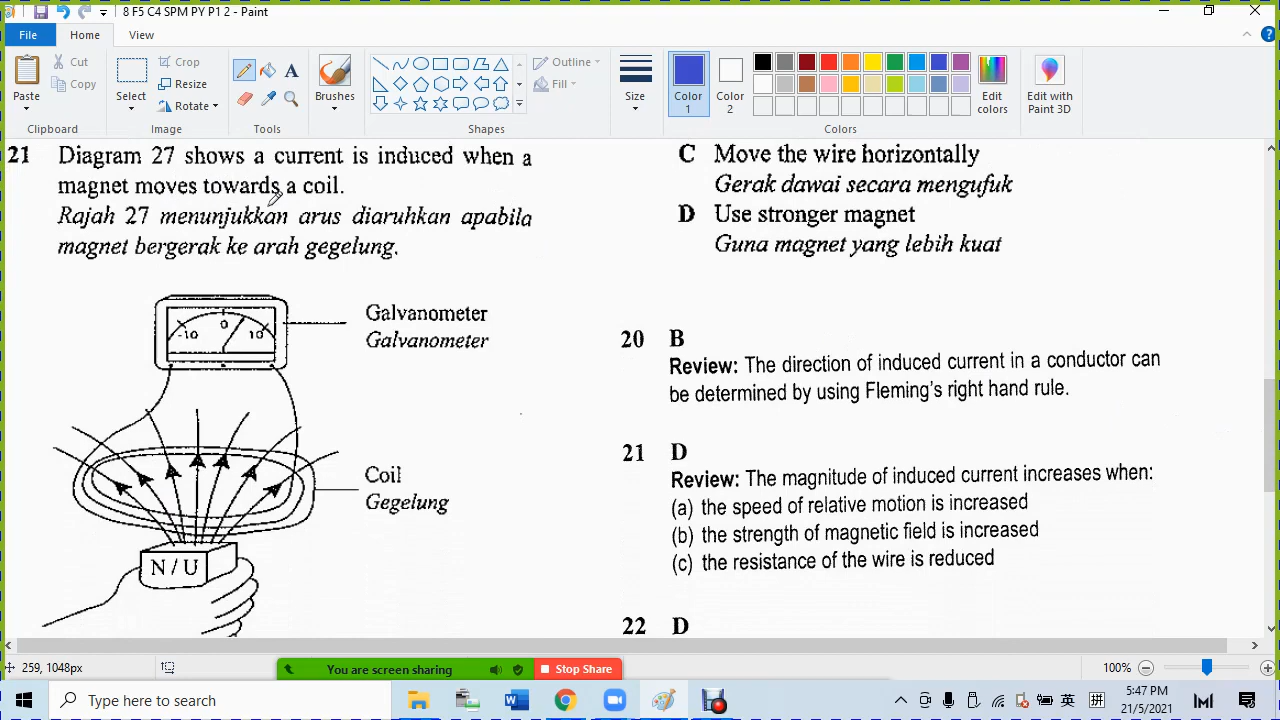 8 F5 C4 SPM PY P1 2 - Paint
File
Home
View
Paste
Cut
Copy
Clipboard
Select
Crop
Resize
Rotate
Image
A
Tools
Brushes
Shapes
Outline
Fill
Size
Color
1
Color
2
Colors
Edit
colors
Edit with
Paint 3D
21 Diagram 27 shows a current is induced when a
magnet moves towards a coil.
Rajah 27 menunjukkan arus diaruhkan apabila
magnet bergerak ke arah gegelung.
-10 0 10
Galvanometer
Galvanometer
Coil
Gegelung
N / U
C Move the wire horizontally
Gerak dawai secara mengufuk
D Use stronger magnet
Guna magnet yang lebih kuat
20 B
Review: The direction of induced current in a conductor can
be determined by using Fleming's right hand rule.
21 D
Review: The magnitude of induced current increases when:
(a) the speed of relative motion is increased
(b) the strength of magnetic field is increased
(c) the resistance of the wire is reduced
22 D
259, 1048px
You are screen sharing
Stop Share
100%
Type here to search
英
拼
5:47 PM
21/5/2021